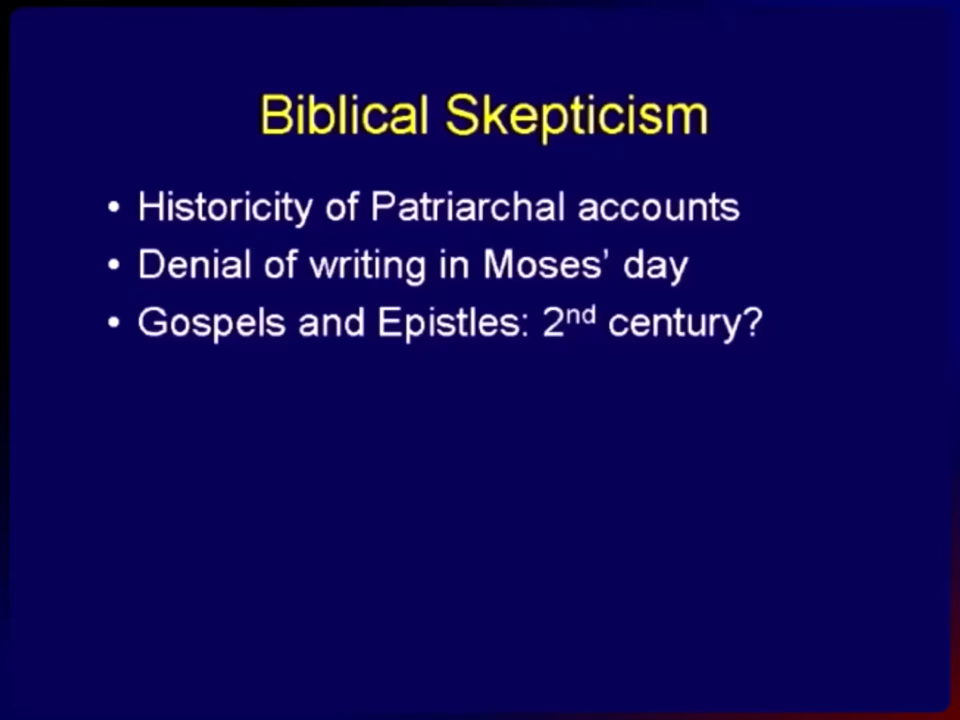 Biblical Skepticism
• Historicity of Patriarchal accounts
• Denial of writing in Moses’ day
• Gospels and Epistles: 2nd century?